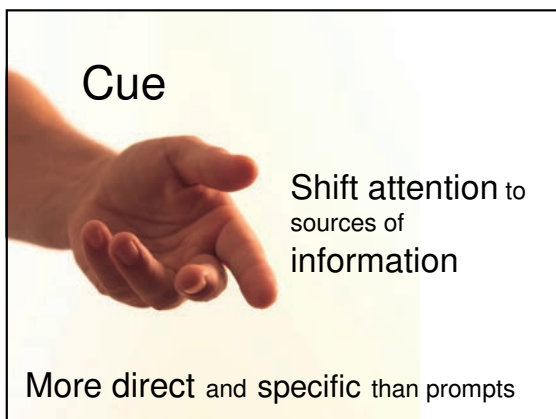 Cue
Shift attention to
sources of
information
More direct and specific than prompts